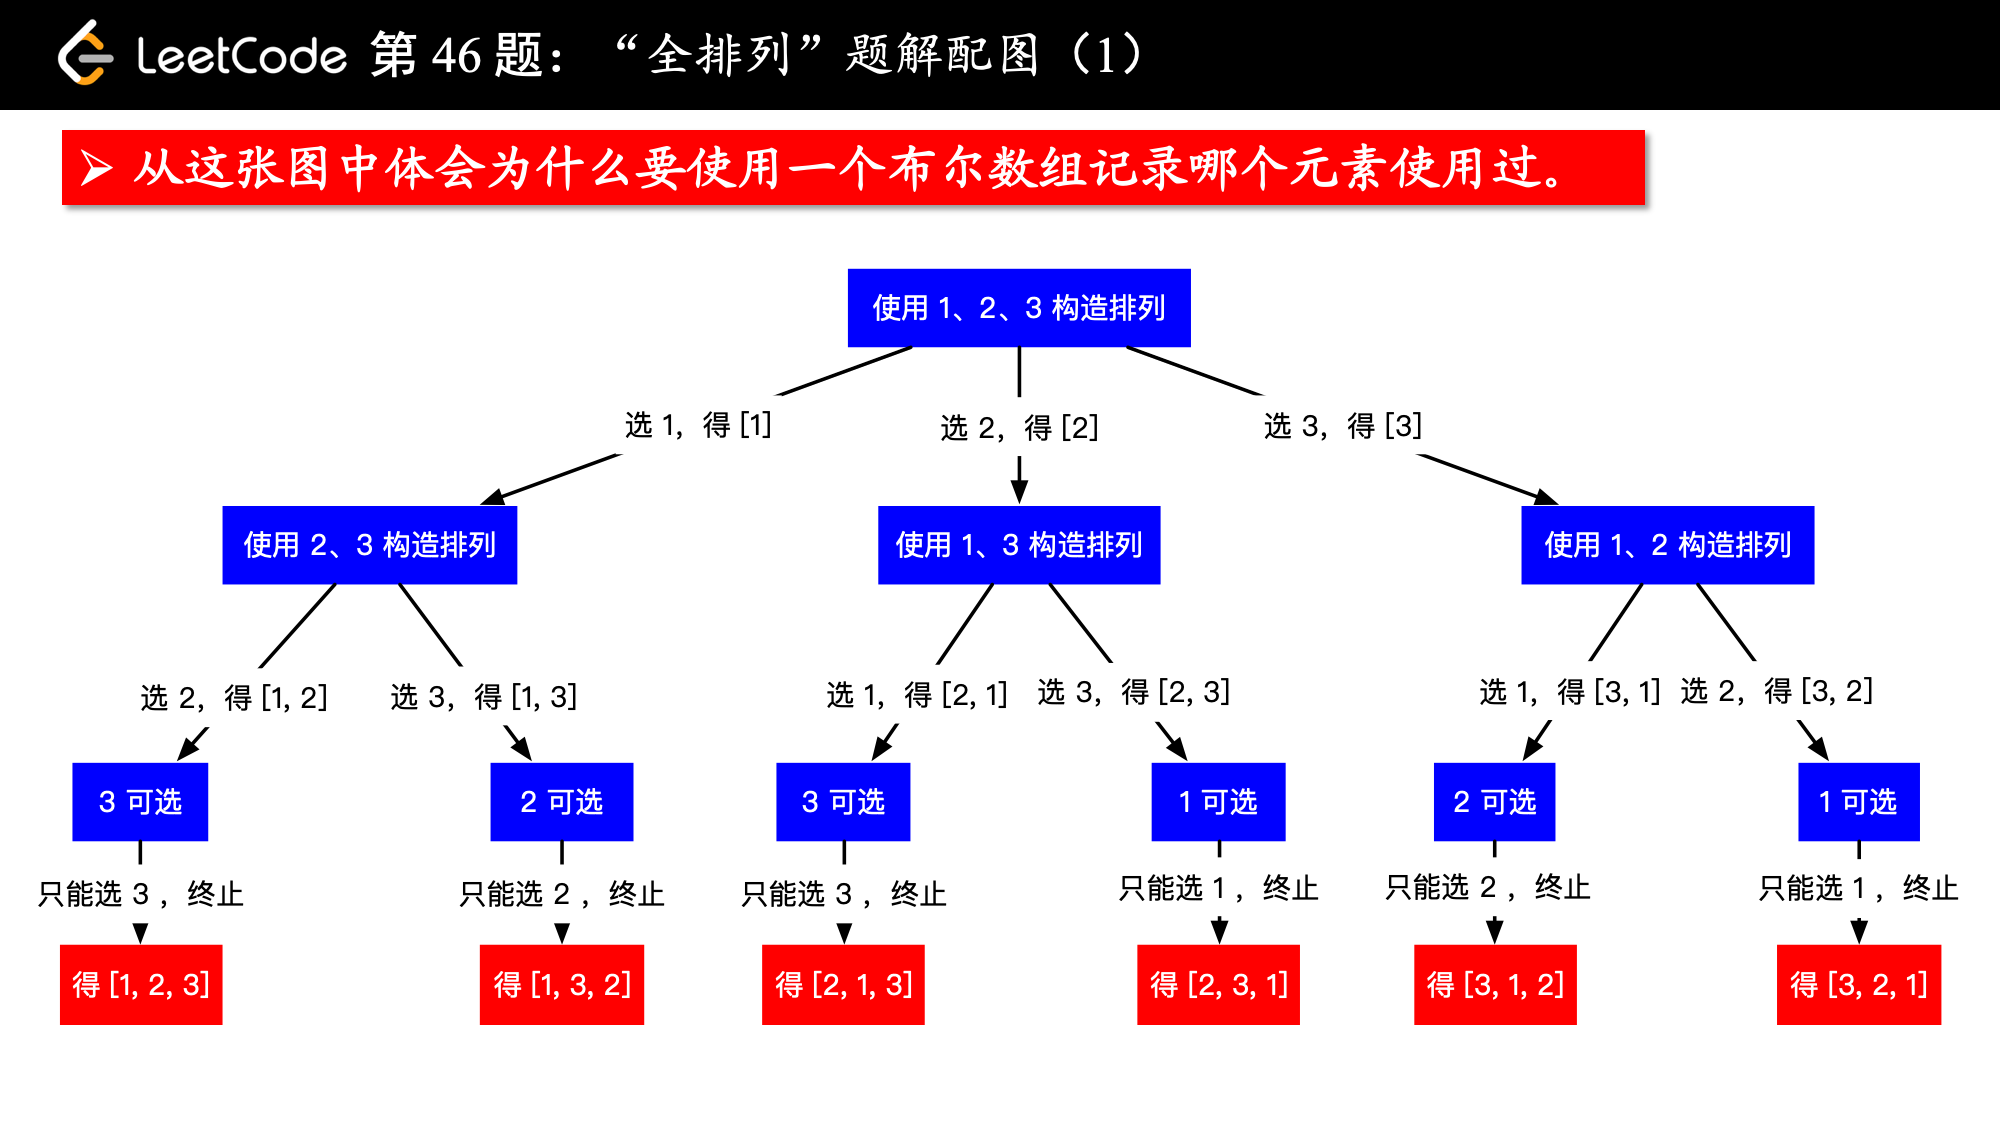 LeetCode 第 46 题：“全排列”题解配图（1）
➢ 从这张图中体会为什么要使用一个布尔数组记录哪个元素使用过。
使用 1、2、3 构造排列
选 1，得 [1]
选 2，得 [2]
选 3，得 [3]
使用 2、3 构造排列
使用 1、3 构造排列
使用 1、2 构造排列
选 2，得 [1, 2]
选 3，得 [1, 3]
选 1，得 [2, 1]
选 3，得 [2, 3]
选 1，得 [3, 1]
选 2，得 [3, 2]
3 可选
2 可选
3 可选
1 可选
2 可选
1 可选
只能选 3 ，终止
只能选 2 ，终止
只能选 3 ，终止
只能选 1 ，终止
只能选 2 ，终止
只能选 1 ，终止
得 [1, 2, 3]
得 [1, 3, 2]
得 [2, 1, 3]
得 [2, 3, 1]
得 [3, 1, 2]
得 [3, 2, 1]